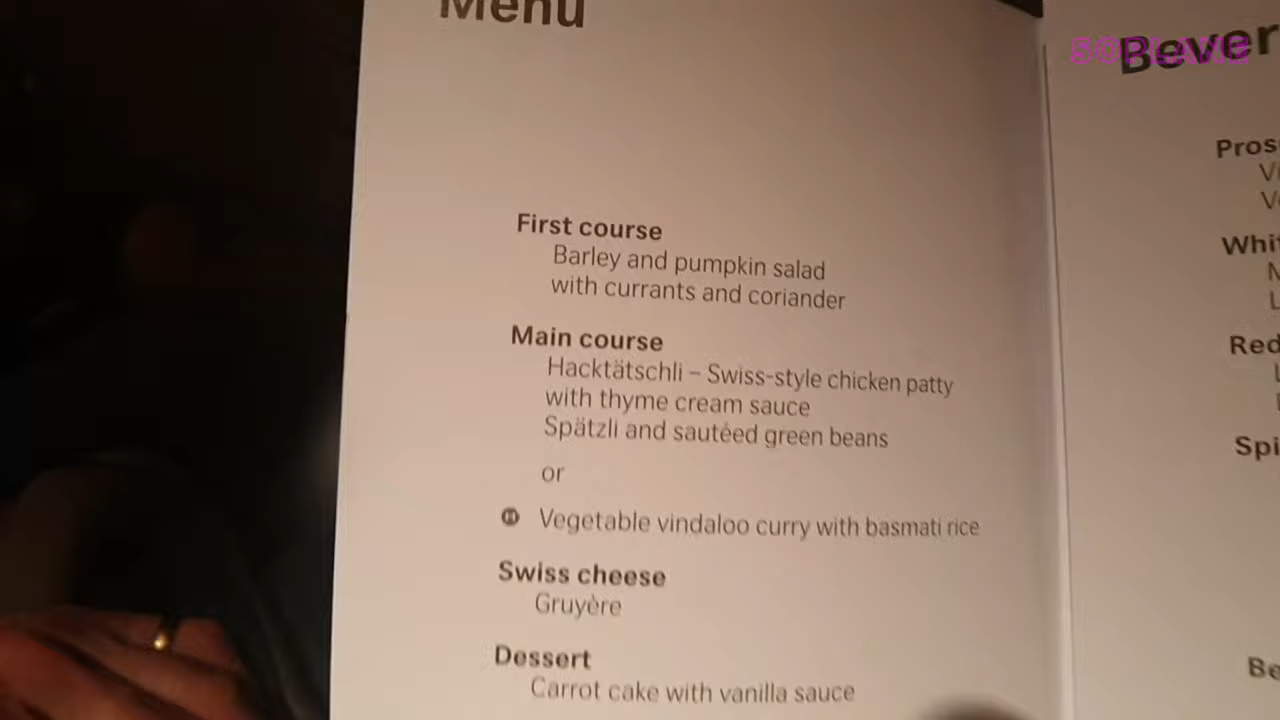 Menu
First course
Barley and pumpkin salad
with currants and coriander
Main course
Hacktätschli – Swiss-style chicken patty
with thyme cream sauce
Spätzli and sautéed green beans
or
Vegetable vindaloo curry with basmati rice
Swiss cheese
Gruyère
Dessert
Carrot cake with vanilla sauce
SOPLANE
Bever
Pros
Whi
Red
Spi
Be